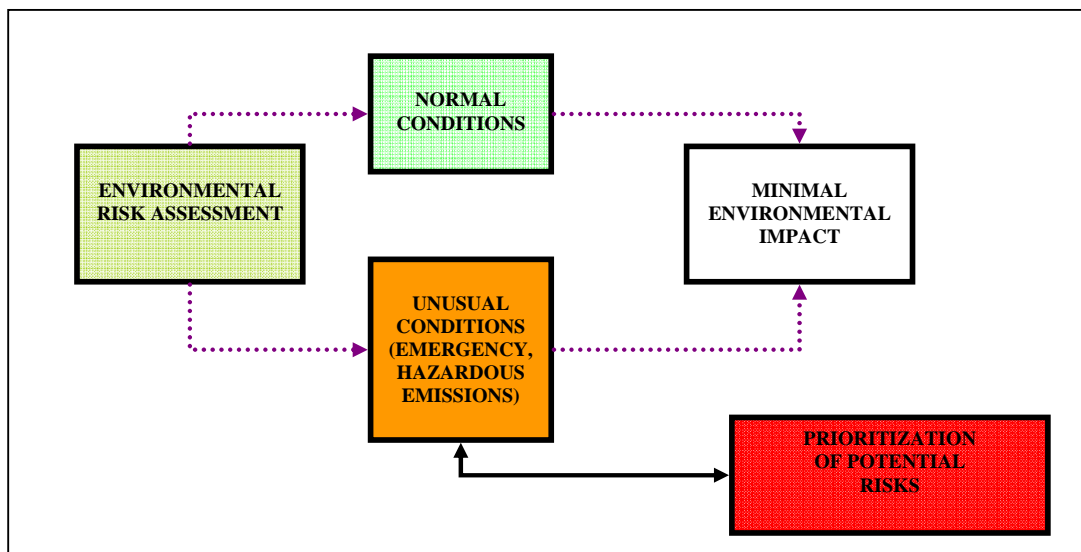 NORMAL
CONDITIONS
ENVIRONMENTAL
RISK ASSESSMENT
MINIMAL
ENVIRONMENTAL
IMPACT
UNUSUAL
CONDITIONS
(EMERGENCY,
HAZARDOUS
EMISSIONS)
PRIORITIZATION
OF POTENTIAL
RISKS